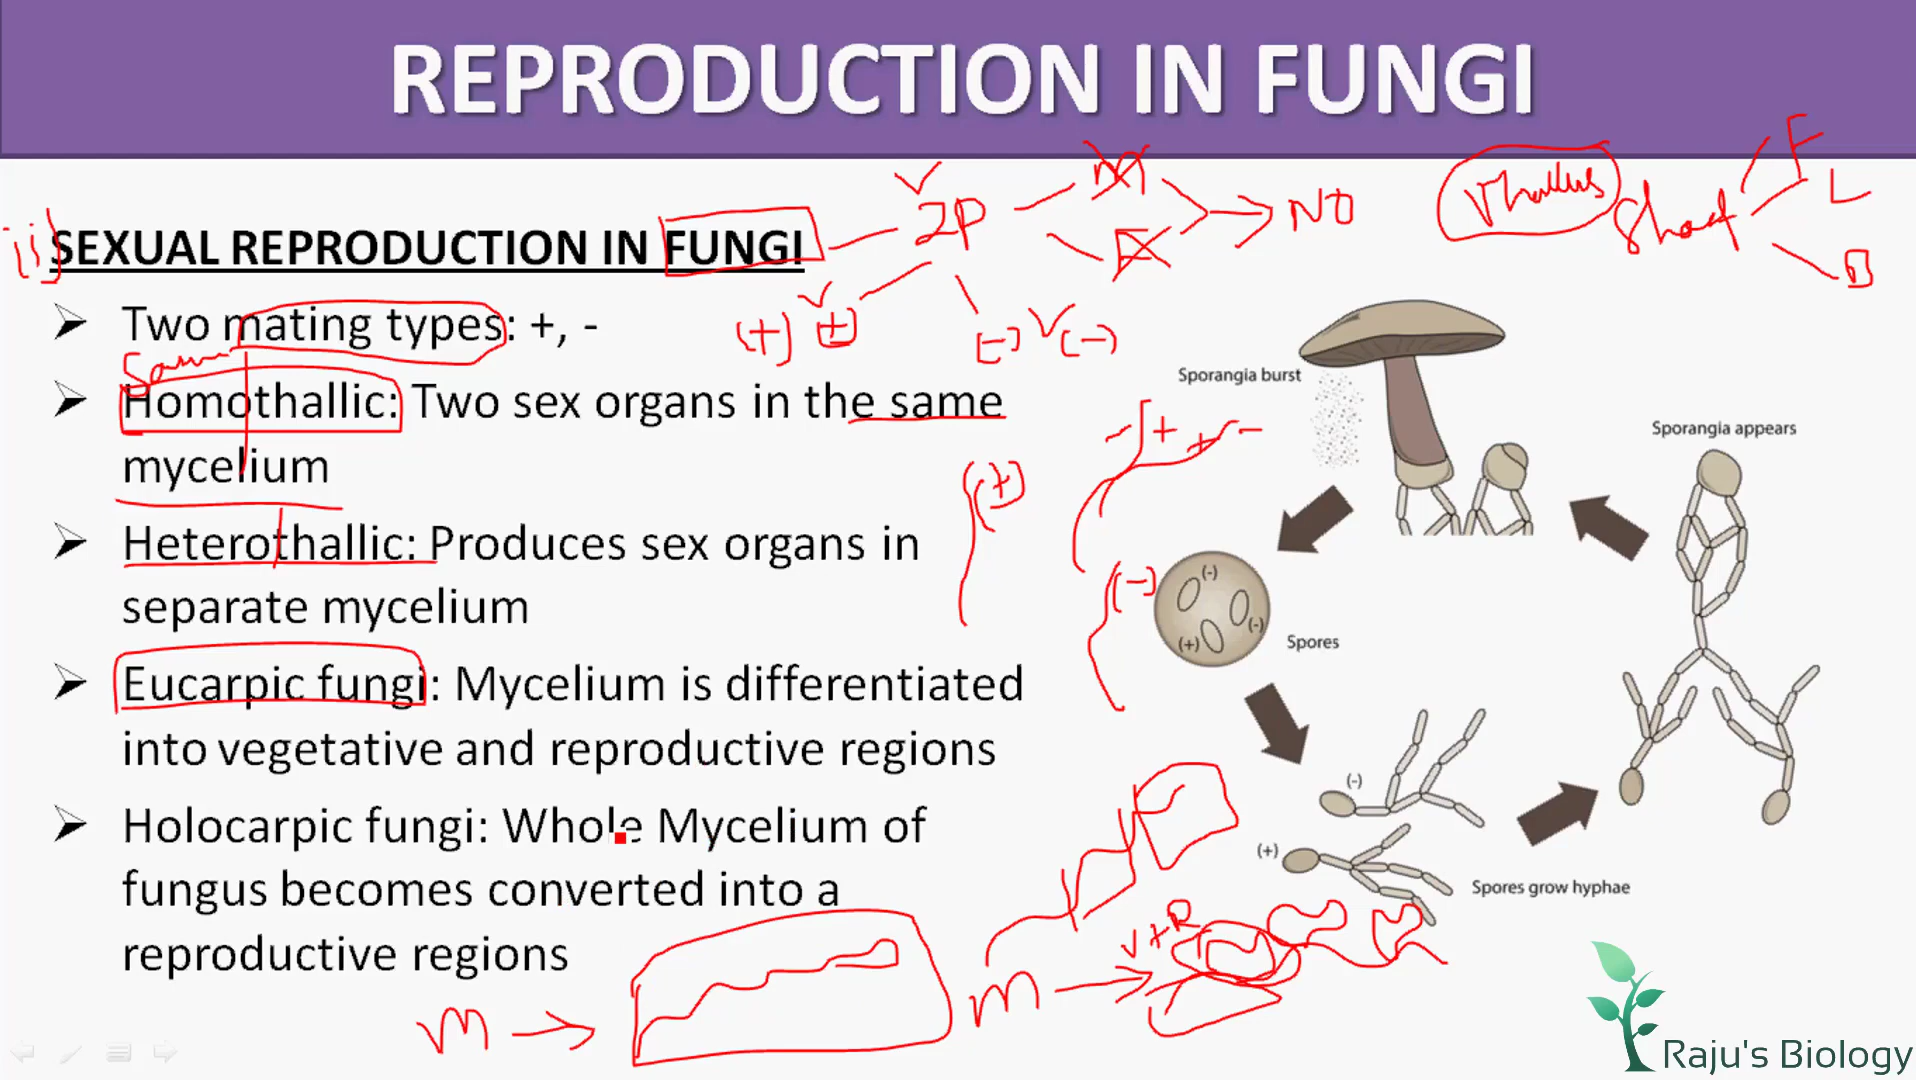 REPRODUCTION IN FUNGI
(ii) SEXUAL REPRODUCTION IN FUNGI
2P
M
F
NO
Thallus
Shoot
F
L
B
Two mating types: +, -
(+) (+)
(-) (-)
Same
Homothallic: Two sex organs in the same
mycelium
Heterothallic: Produces sex organs in
separate mycelium
Eucarpic fungi: Mycelium is differentiated
into vegetative and reproductive regions
Holocarpic fungi: Whole Mycelium of
fungus becomes converted into a
reproductive regions
(+)
- + + -
(-)
Sporangia burst
Sporangia appears
(-)
(-)
(+)
Spores
(-)
(+)
Spores grow hyphae
V+R
M
M
Raju's Biology